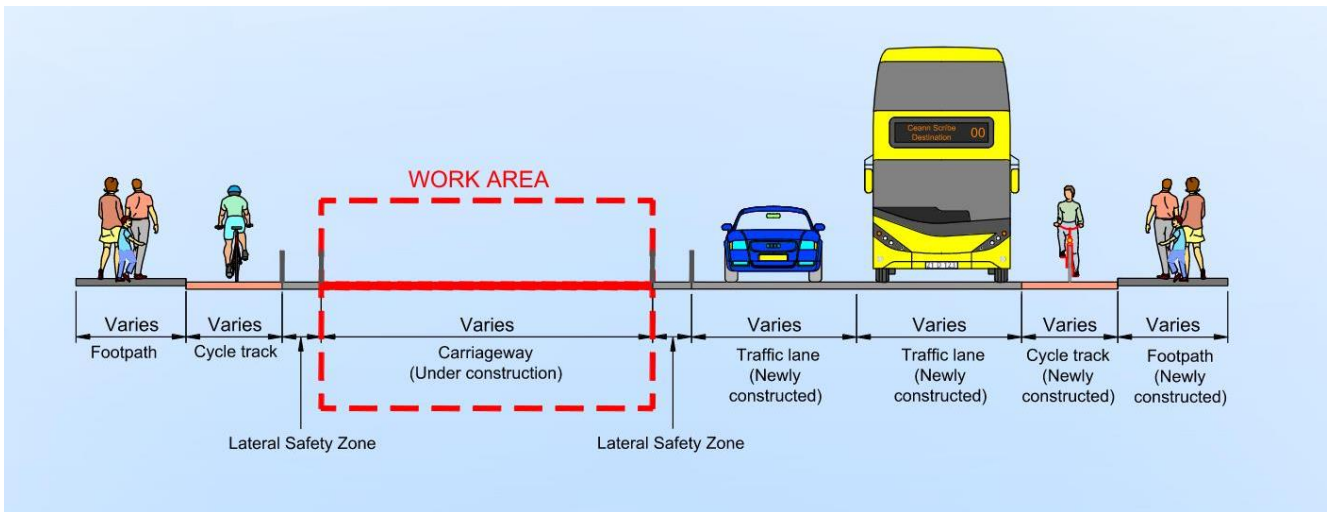 WORK AREA
Ceann Scríbe
Destination
00
Varies
Varies
Varies
Varies
Varies
Varies
Varies
Footpath
Cycle track
Carriageway
(Under construction)
Traffic lane
(Newly
constructed)
Traffic lane
(Newly
constructed)
Cycle track
(Newly
constructed)
Footpath
(Newly
constructed)
Lateral Safety Zone
Lateral Safety Zone